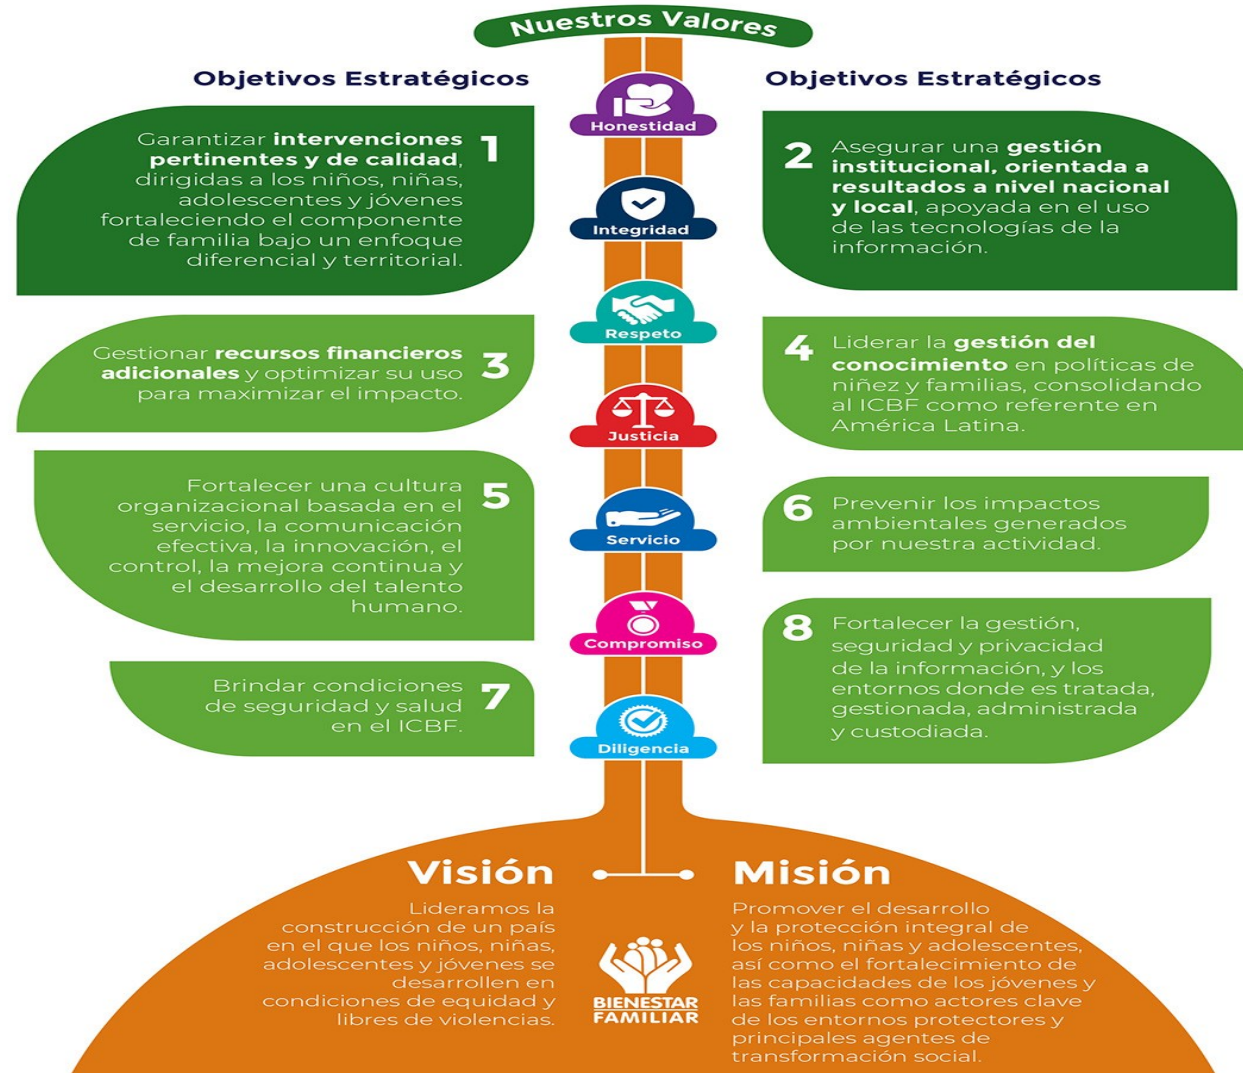 Nuestros Valores
Objetivos Estratégicos
Objetivos Estratégicos
Honestidad
1
Garantizar intervenciones
pertinentes y de calidad,
dirigidas a los niños, niñas,
adolescentes y jóvenes
fortaleciendo el componente
de familia bajo un enfoque
diferencial y territorial.
2
Asegurar una gestión
institucional, orientada a
resultados a nivel nacional
y local, apoyada en el uso
de las tecnologías de la
información.
Integridad
Respeto
3
Gestionar recursos financieros
adicionales y optimizar su uso
para maximizar el impacto.
4
Liderar la gestión del
conocimiento en políticas de
niñez y familias, consolidando
al ICBF como referente en
América Latina.
Justicia
5
Fortalecer una cultura
organizacional basada en el
servicio, la comunicación
efectiva, la innovación, el
control, la mejora continua y
el desarrollo del talento
humano.
6
Prevenir los impactos
ambientales generados
por nuestra actividad.
Servicio
Compromiso
7
Brindar condiciones
de seguridad y salud
en el ICBF.
8
Fortalecer la gestión,
seguridad y privacidad
de la información, y los
entornos donde es tratada,
gestionada, administrada
y custodiada.
Diligencia
Visión
Lideramos la
construcción de un país
en el que los niños, niñas,
adolescentes y jóvenes se
desarrollen en
condiciones de equidad y
libres de violencias.
BIENESTAR
FAMILIAR
Misión
Promover el desarrollo
y la protección integral de
los niños, niñas y adolescentes,
así como el fortalecimiento de
las capacidades de los jóvenes y
las familias como actores clave
de los entornos protectores y
principales agentes de
transformación social.